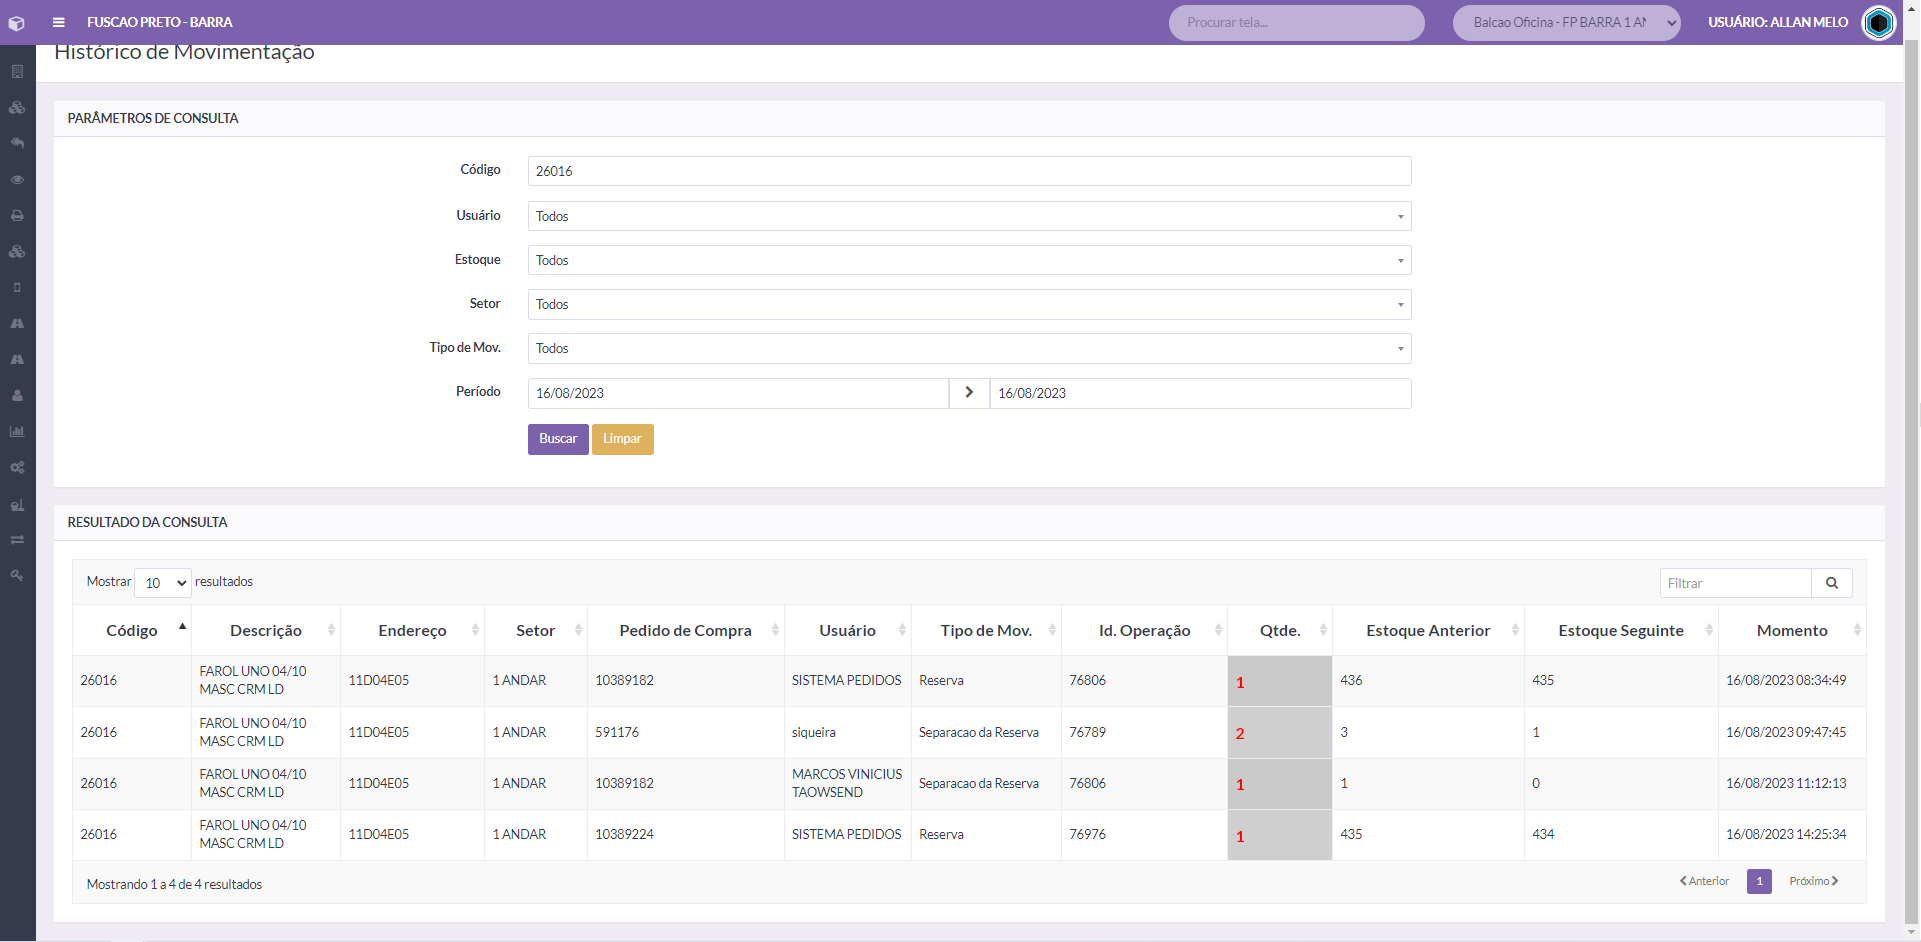 FUSCAO PRETO - BARRA
Procurar tela...
Balcao Oficina - FP BARRA 1 AN
USUÁRIO: ALLAN MELO
Histórico de Movimentação
PARÂMETROS DE CONSULTA
Código 26016
Usuário Todos
Estoque Todos
Setor Todos
Tipo de Mov. Todos
Período 16/08/2023 16/08/2023
Buscar Limpar
RESULTADO DA CONSULTA
Mostrar 10 resultados Filtrar
Código Descrição Endereço Setor Pedido de Compra Usuário Tipo de Mov. Id. Operação Qtde. Estoque Anterior Estoque Seguinte Momento
26016 FAROL UNO 04/10 MASC CRM LD 11D04E05 1 ANDAR 10389182 SISTEMA PEDIDOS Reserva 76806 1 436 435 16/08/2023 08:34:49
26016 FAROL UNO 04/10 MASC CRM LD 11D04E05 1 ANDAR 591176 siqueira Separacao da Reserva 76789 2 3 1 16/08/2023 09:47:45
26016 FAROL UNO 04/10 MASC CRM LD 11D04E05 1 ANDAR 10389182 MARCOS VINICIUS TAOWSEND Separacao da Reserva 76806 1 1 0 16/08/2023 11:12:13
26016 FAROL UNO 04/10 MASC CRM LD 11D04E05 1 ANDAR 10389224 SISTEMA PEDIDOS Reserva 76976 1 435 434 16/08/2023 14:25:34
Mostrando 1 a 4 de 4 resultados
Anterior 1 Próximo